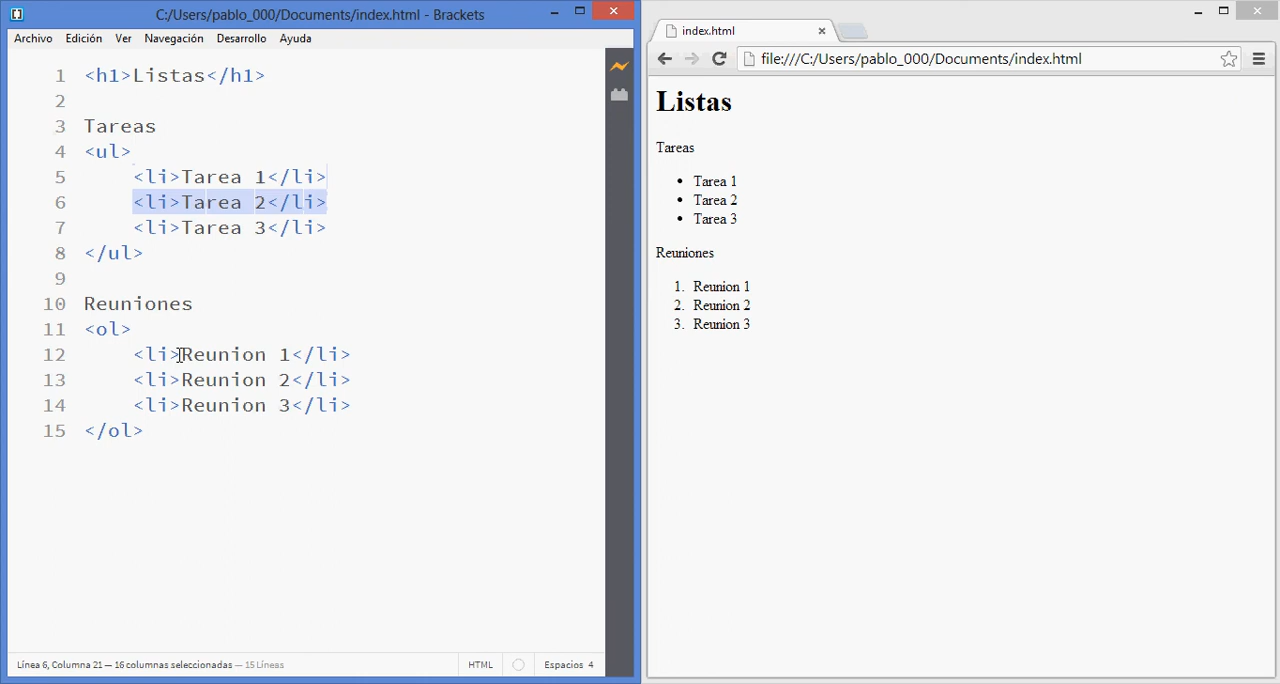 C:/Users/pablo_000/Documents/index.html - Brackets
Archivo Edición Ver Navegación Desarrollo Ayuda
1 <h1>Listas</h1>
2
3 Tareas
4 <ul>
5 <li>Tarea 1</li>
6 <li>Tarea 2</li>
7 <li>Tarea 3</li>
8 </ul>
9
10 Reuniones
11 <ol>
12 <li>Reunion 1</li>
13 <li>Reunion 2</li>
14 <li>Reunion 3</li>
15 </ol>
Línea 6, Columna 21 — 16 columnas seleccionadas — 15 Líneas HTML Espacios 4
index.html
file:///C:/Users/pablo_000/Documents/index.html
Listas
Tareas
• Tarea 1
• Tarea 2
• Tarea 3
Reuniones
1. Reunion 1
2. Reunion 2
3. Reunion 3